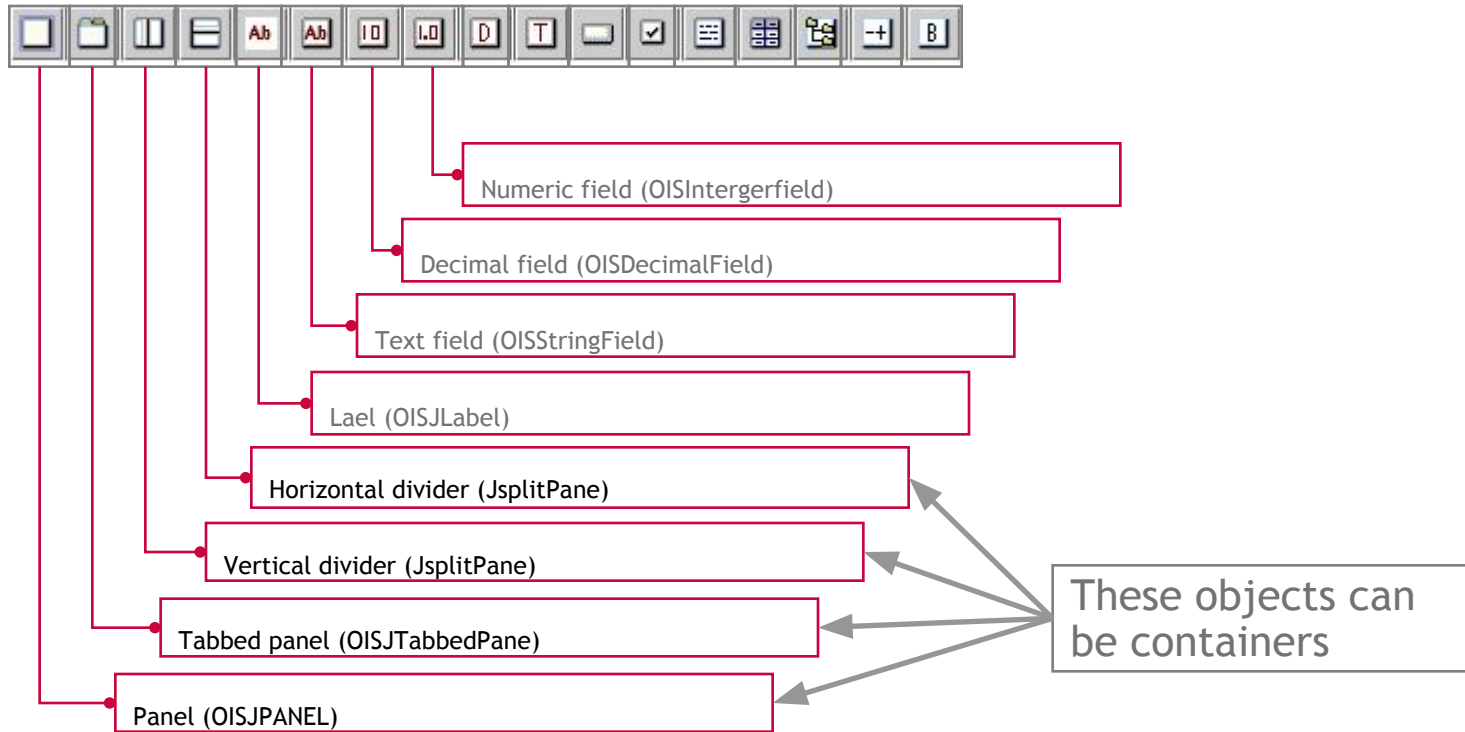 Ab Ab I0 I.0 D T -+ B
Numeric field (OISIntergerfield)
Decimal field (OISDecimalField)
Text field (OISStringField)
Lael (OISJLabel)
Horizontal divider (JsplitPane)
Vertical divider (JsplitPane)
Tabbed panel (OISJTabbedPane)
Panel (OISJPANEL)
These objects can
be containers